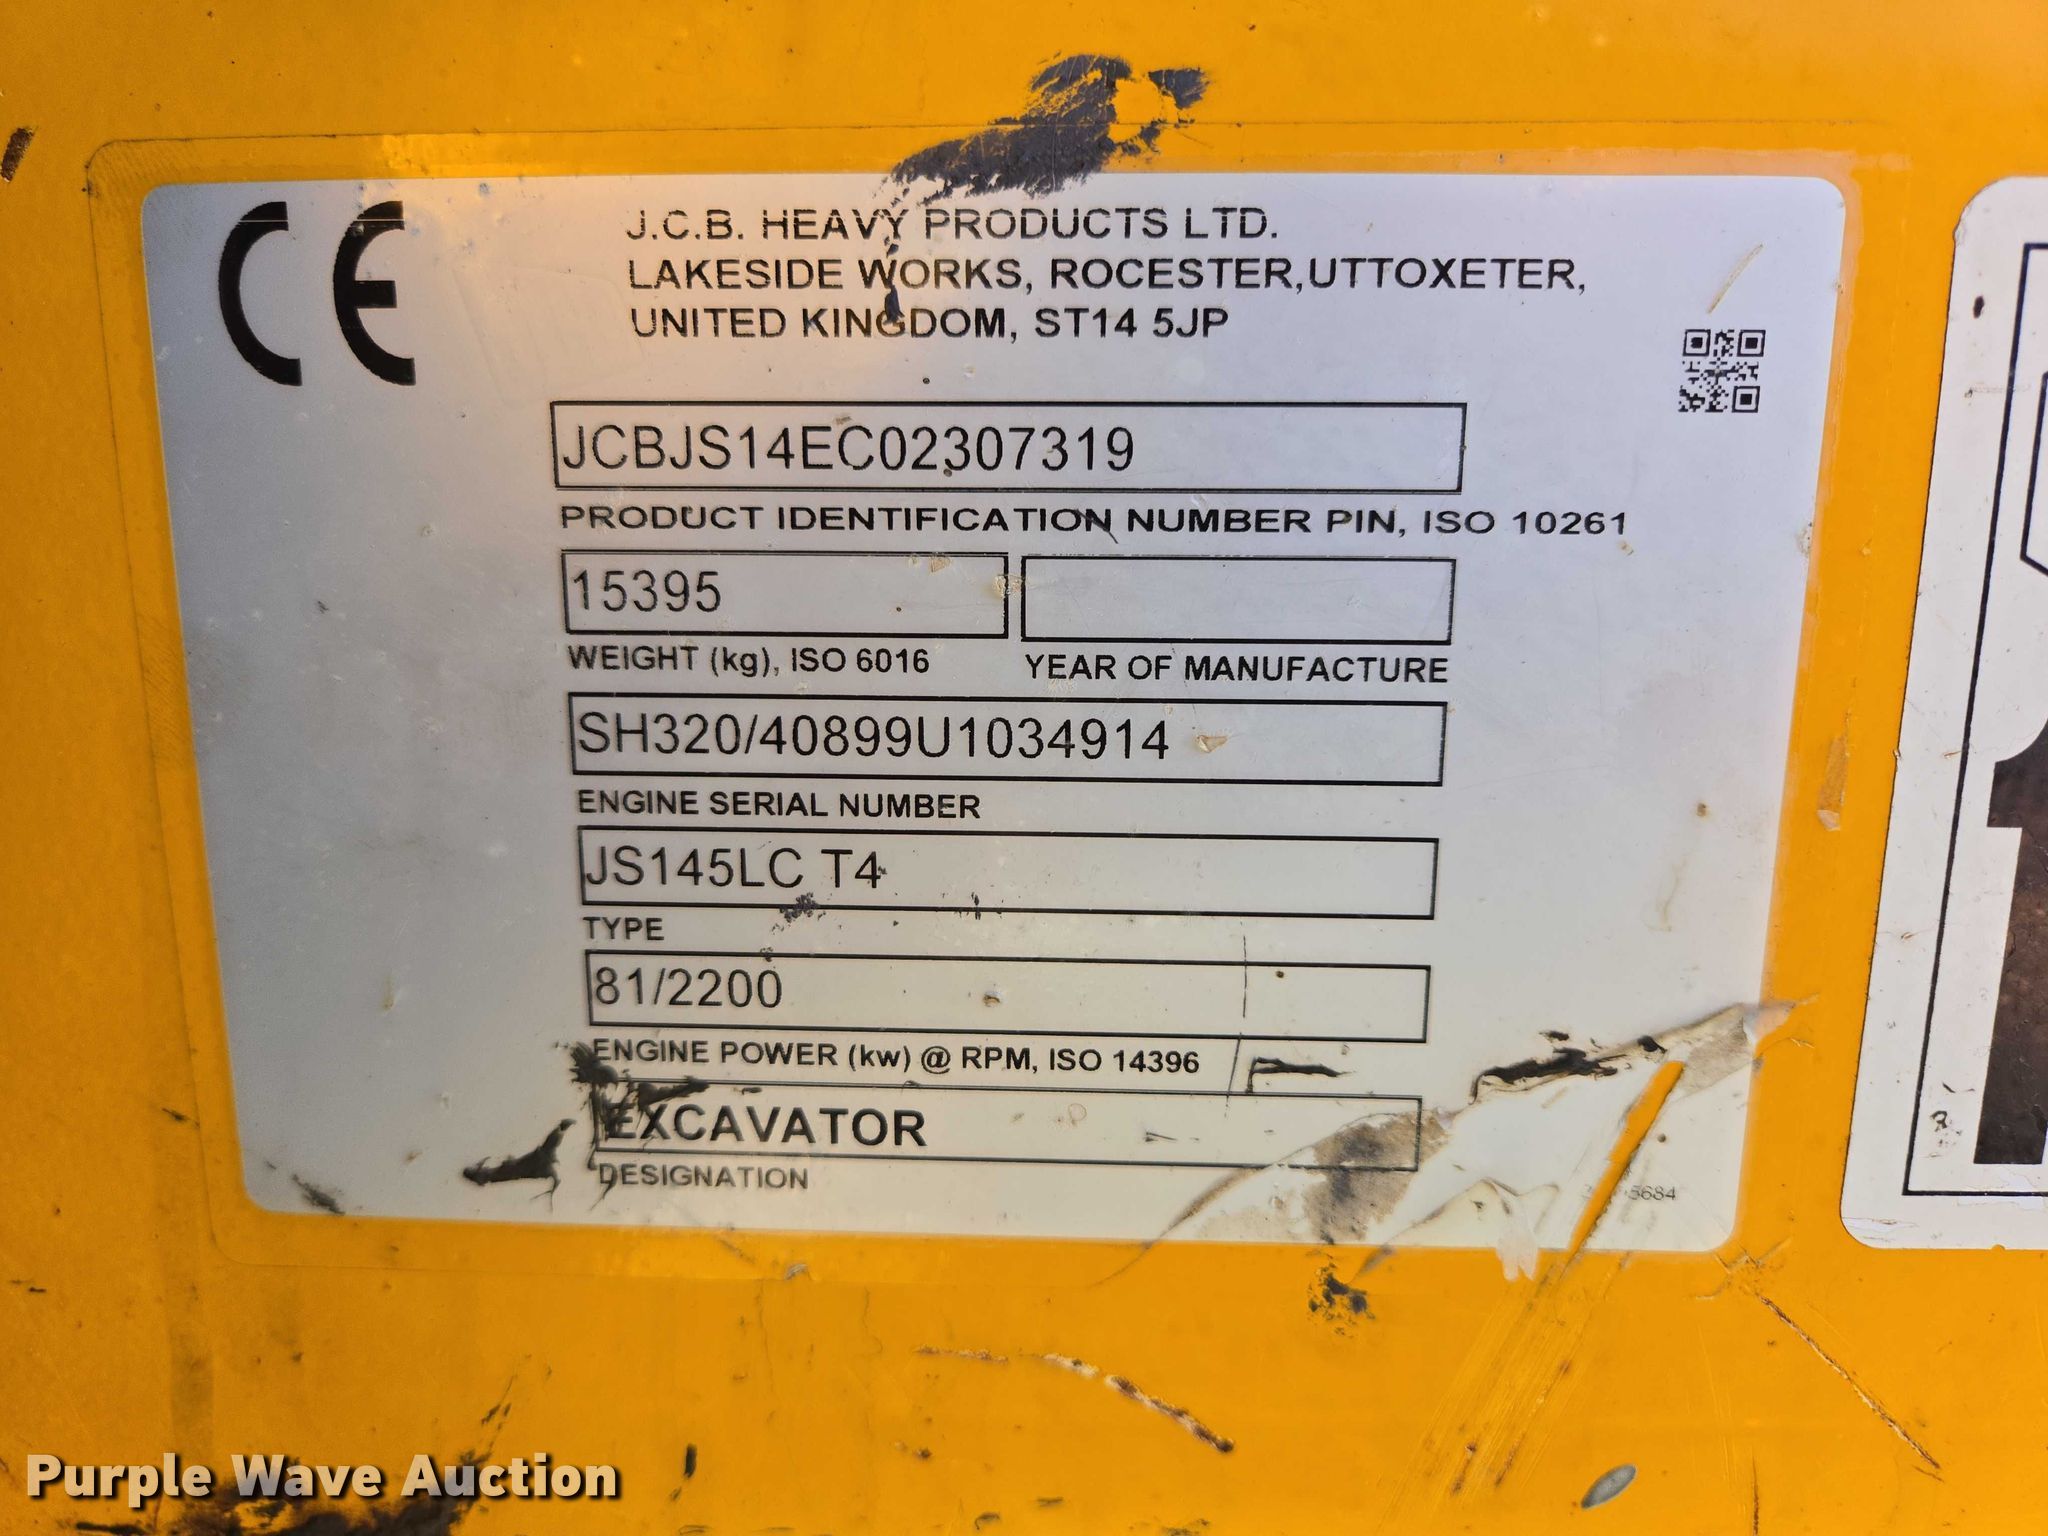 CE
J.C.B. HEAVY PRODUCTS LTD.
LAKESIDE WORKS, ROCESTER,UTTOXETER,
UNITED KINGDOM, ST14 5JP
JCBJS14EC02307319
PRODUCT IDENTIFICATION NUMBER PIN, ISO 10261
15395
WEIGHT (kg), ISO 6016
YEAR OF MANUFACTURE
SH320/40899U1034914
ENGINE SERIAL NUMBER
JS145LC T4
TYPE
81/2200
ENGINE POWER (kw) @ RPM, ISO 14396
EXCAVATOR
DESIGNATION
Purple Wave Auction